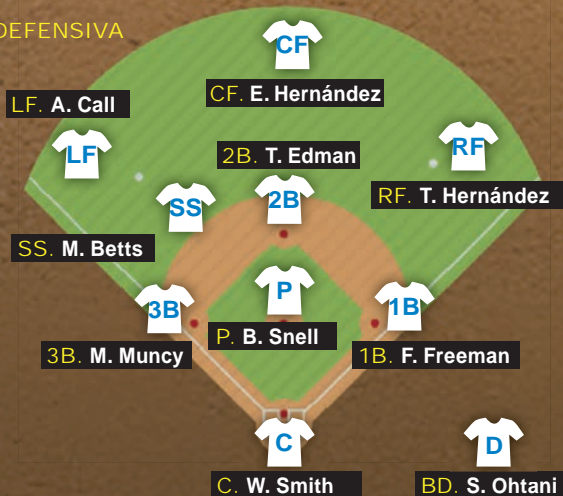 DEFENSIVA
CF
CF. E. Hernández
LF. A. Call
LF
2B. T. Edman
RF
RF. T. Hernández
SS
2B
SS. M. Betts
P
3B
1B
P. B. Snell
3B. M. Muncy
1B. F. Freeman
C
D
C. W. Smith
BD. S. Ohtani